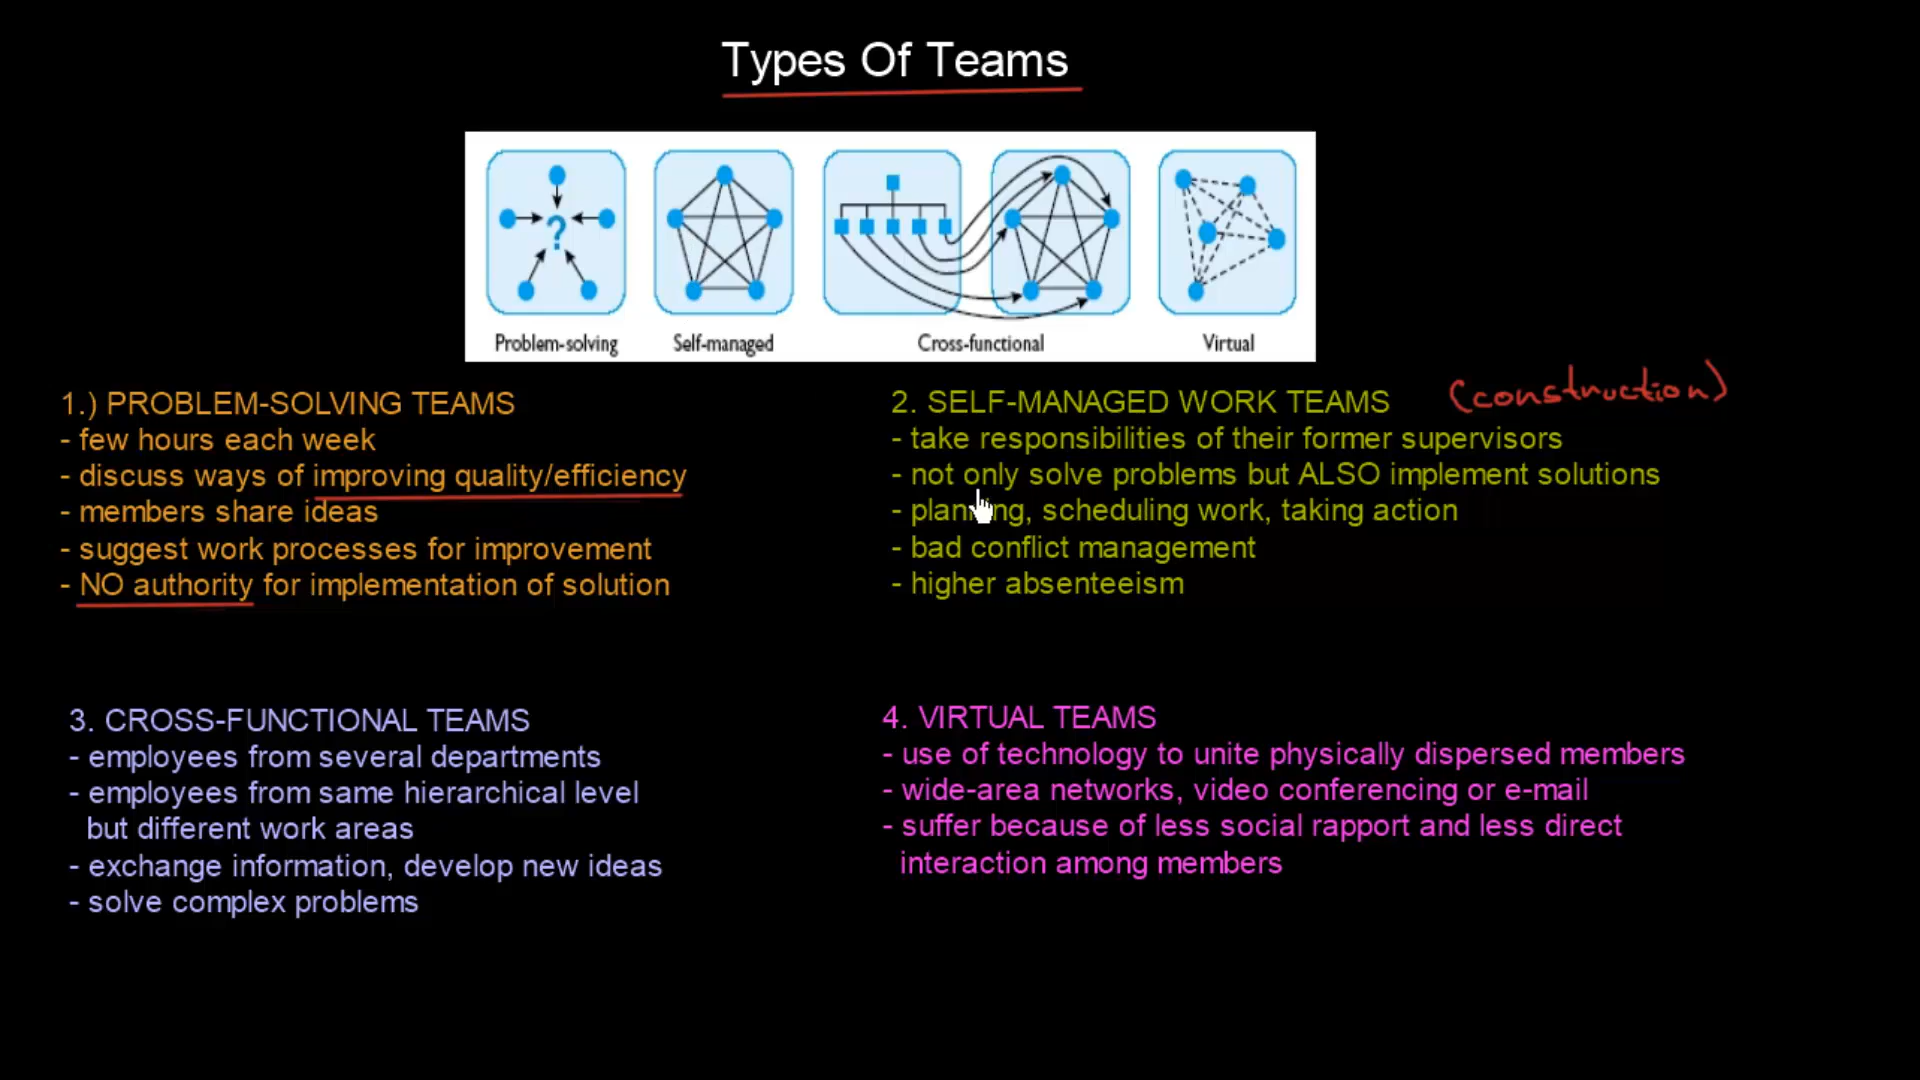 Types Of Teams
?
Problem-solving
Self-managed
Cross-functional
Virtual
1.) PROBLEM-SOLVING TEAMS
- few hours each week
- discuss ways of improving quality/efficiency
- members share ideas
- suggest work processes for improvement
- NO authority for implementation of solution
2. SELF-MANAGED WORK TEAMS (construction)
- take responsibilities of their former supervisors
- not only solve problems but ALSO implement solutions
- planning, scheduling work, taking action
- bad conflict management
- higher absenteeism
3. CROSS-FUNCTIONAL TEAMS
- employees from several departments
- employees from same hierarchical level
but different work areas
- exchange information, develop new ideas
- solve complex problems
4. VIRTUAL TEAMS
- use of technology to unite physically dispersed members
- wide-area networks, video conferencing or e-mail
- suffer because of less social rapport and less direct
interaction among members